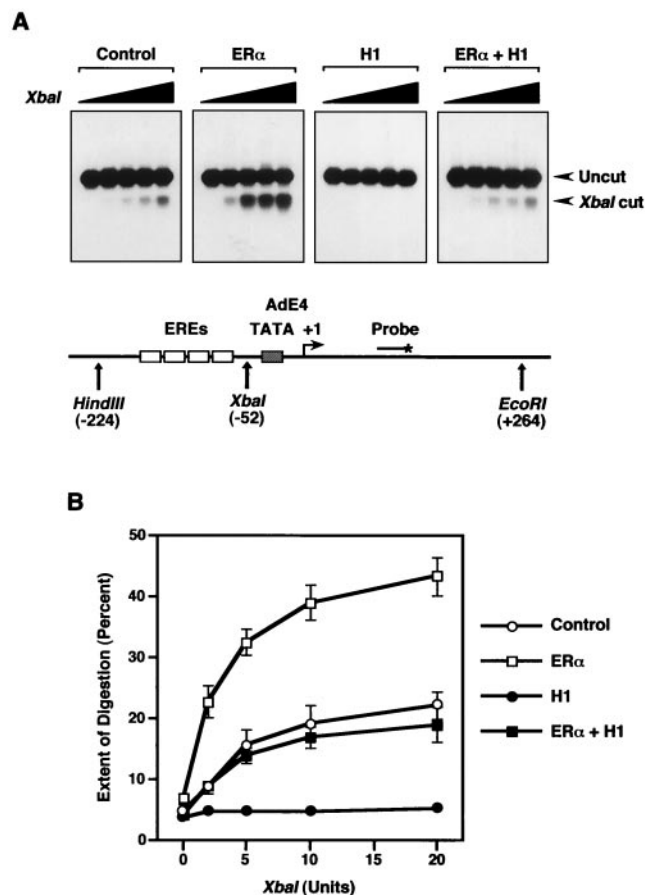 A
Control ERα H1 ERα + H1
XbaI
Uncut
XbaI cut
AdE4
EREs TATA +1 Probe
*
HindIII XbaI EcoRI
(-224) (-52) (+264)
B
50
40
30
20
10
0
0 5 10 15 20
Extent of Digestion (Percent)
XbaI (Units)
Control
ERα
H1
ERα + H1